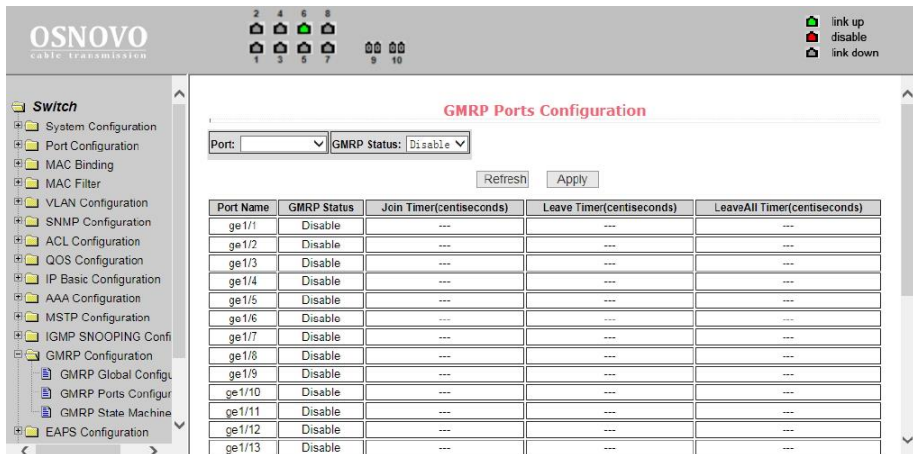 OSNOVO
cable transmission
2 4 6 8
1 3 5 7 9 10
link up
disable
link down
Switch
System Configuration
Port Configuration
MAC Binding
MAC Filter
VLAN Configuration
SNMP Configuration
ACL Configuration
QOS Configuration
IP Basic Configuration
AAA Configuration
MSTP Configuration
IGMP SNOOPING Confi
GMRP Configuration
GMRP Global Configu
GMRP Ports Configur
GMRP State Machine
EAPS Configuration
GMRP Ports Configuration
Port: GMRP Status: Disable
Refresh Apply
Port Name GMRP Status Join Timer(centiseconds) Leave Timer(centiseconds) LeaveAll Timer(centiseconds)
ge1/1 Disable --- --- ---
ge1/2 Disable --- --- ---
ge1/3 Disable --- --- ---
ge1/4 Disable --- --- ---
ge1/5 Disable --- --- ---
ge1/6 Disable --- --- ---
ge1/7 Disable --- --- ---
ge1/8 Disable --- --- ---
ge1/9 Disable --- --- ---
ge1/10 Disable --- --- ---
ge1/11 Disable --- --- ---
ge1/12 Disable --- --- ---
ge1/13 Disable --- --- ---